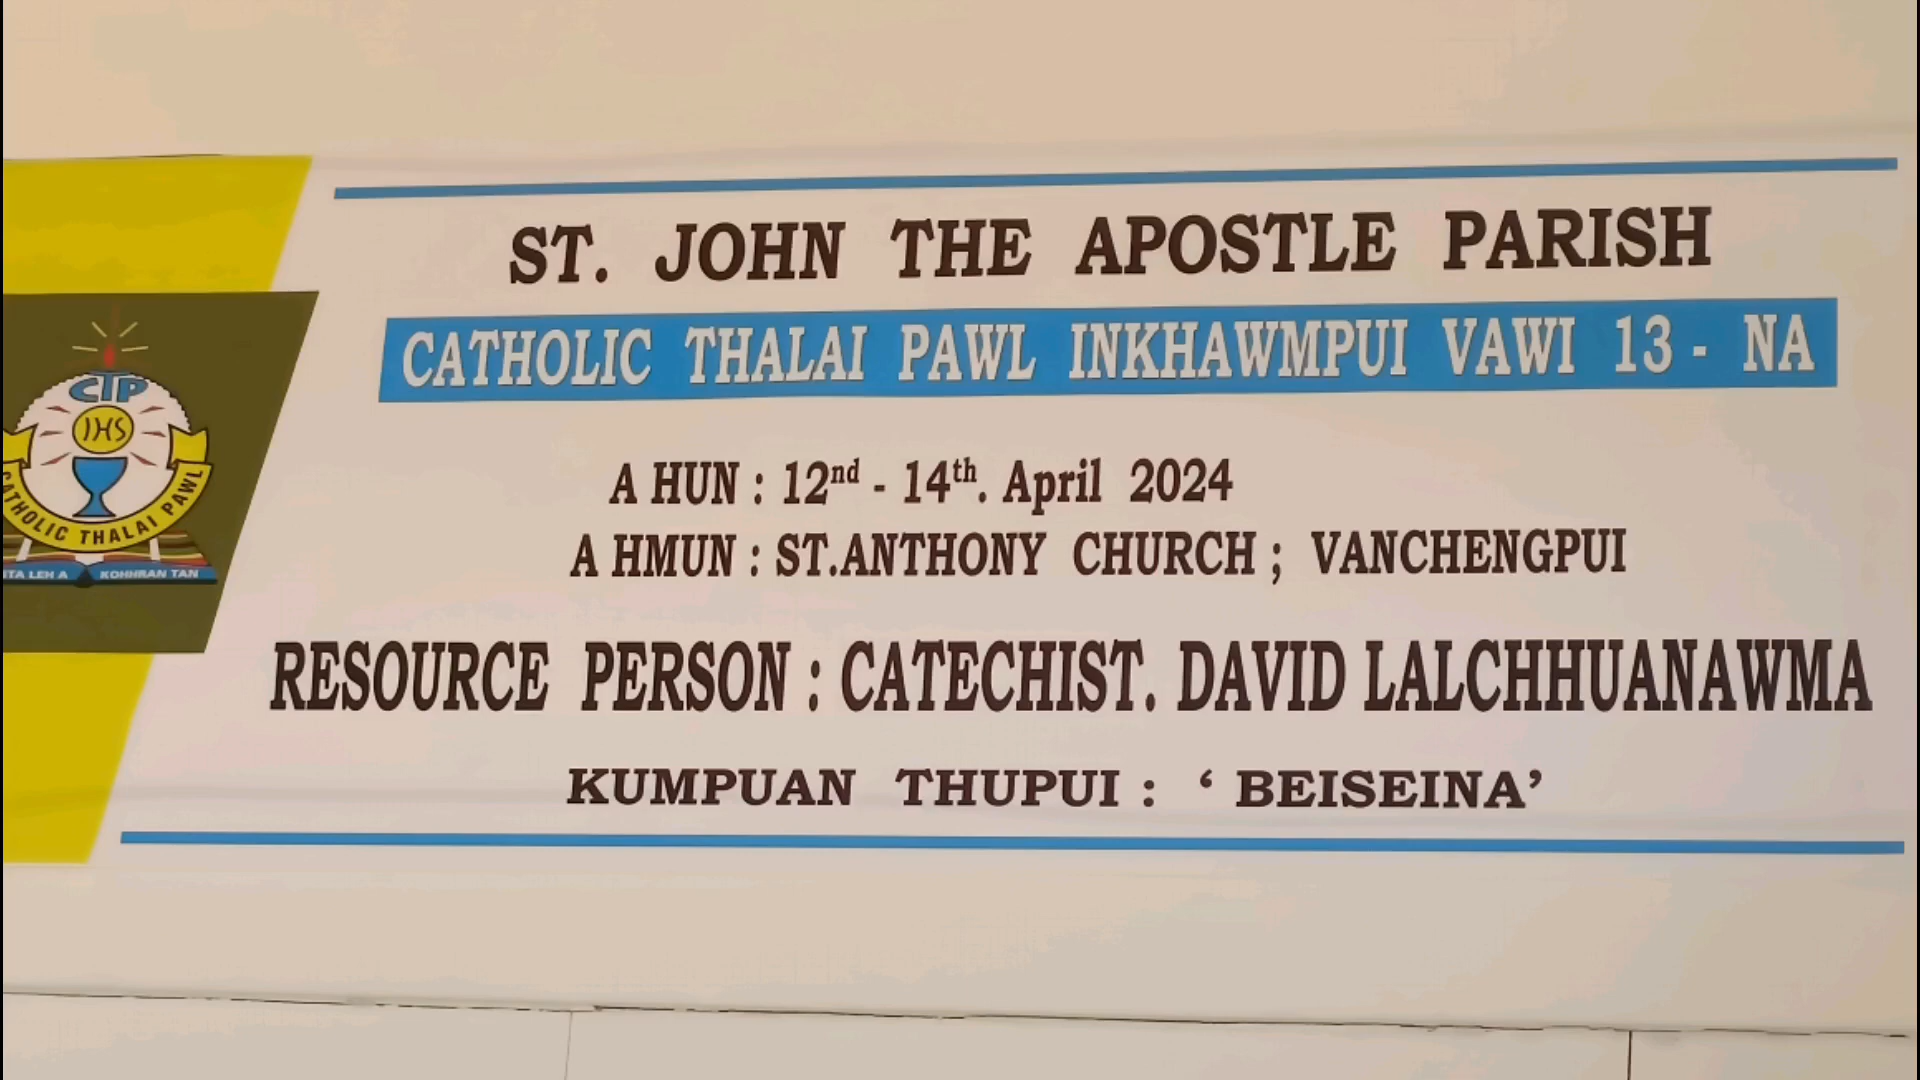 ST. JOHN THE APOSTLE PARISH
CATHOLIC THALAI PAWL INKHAWMPUI VAWI 13 - NA
A HUN : 12nd - 14th. April 2024
A HMUN : ST.ANTHONY CHURCH ; VANCHENGPUI
RESOURCE PERSON : CATECHIST. DAVID LALCHHUANAWMA
KUMPUAN THUPUI : ‘ BEISEINA’
CTP
IHS
CATHOLIC THALAI PAWL
LEH A KOHHRAN TAN